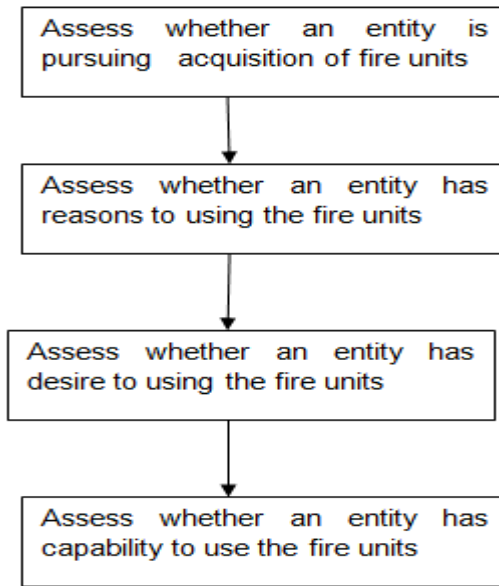 Assess whether an entity is
pursuing acquisition of fire units
Assess whether an entity has
reasons to using the fire units
Assess whether an entity has
desire to using the fire units
Assess whether an entity has
capability to use the fire units